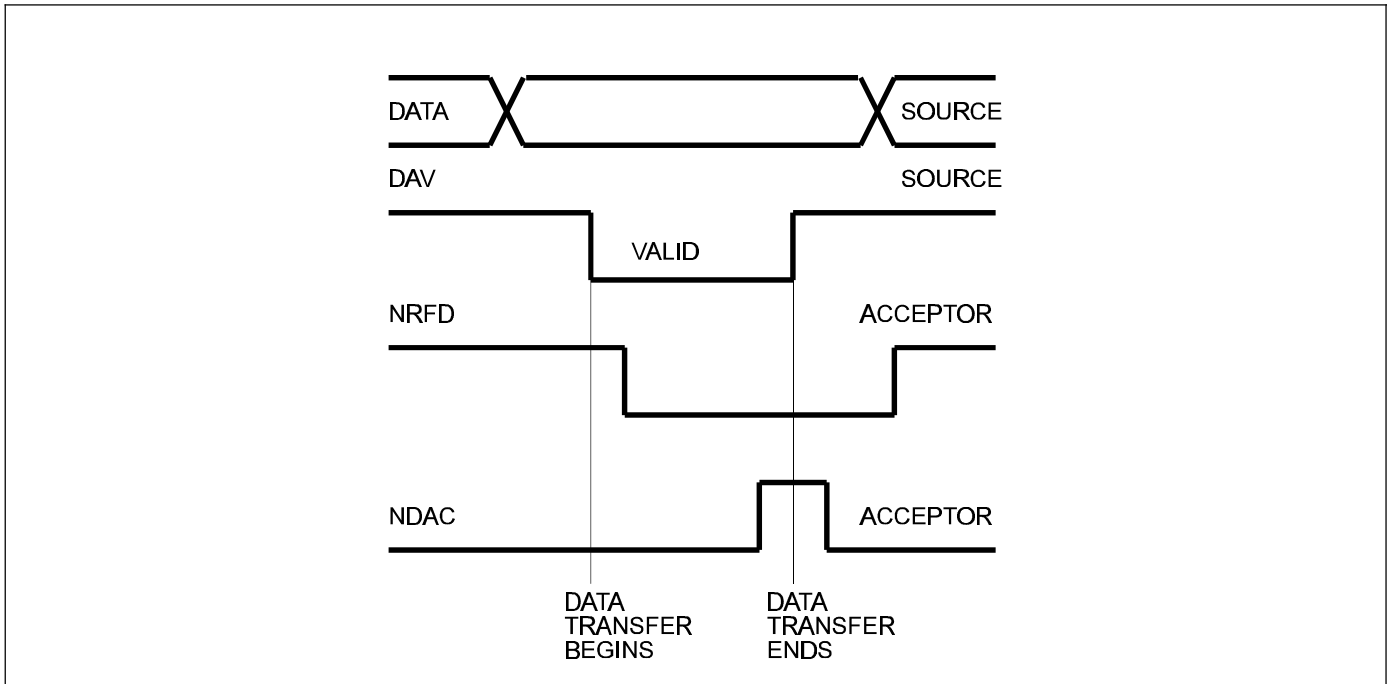 DATA SOURCE
DAV SOURCE
VALID
NRFD ACCEPTOR
NDAC ACCEPTOR
DATA
TRANSFER
BEGINS
DATA
TRANSFER
ENDS